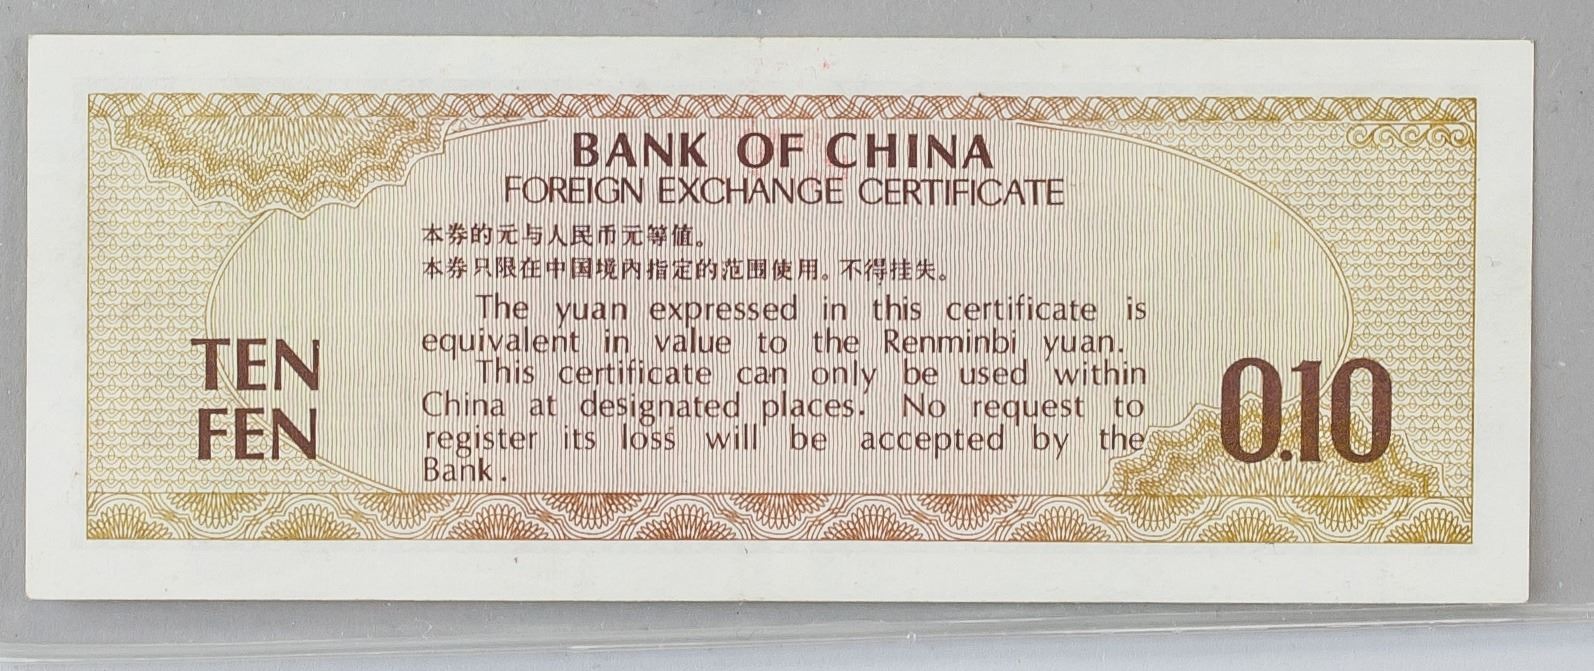 BANK OF CHINA
FOREIGN EXCHANGE CERTIFICATE
本券的元与人民币元等值。
本券只限在中国境内指定的范围使用。不得挂失。
The yuan expressed in this certificate is
equivalent in value to the Renminbi yuan.
This certificate can only be used within
China at designated places. No request to
register its loss will be accepted by the
Bank.
TEN
FEN
0.10